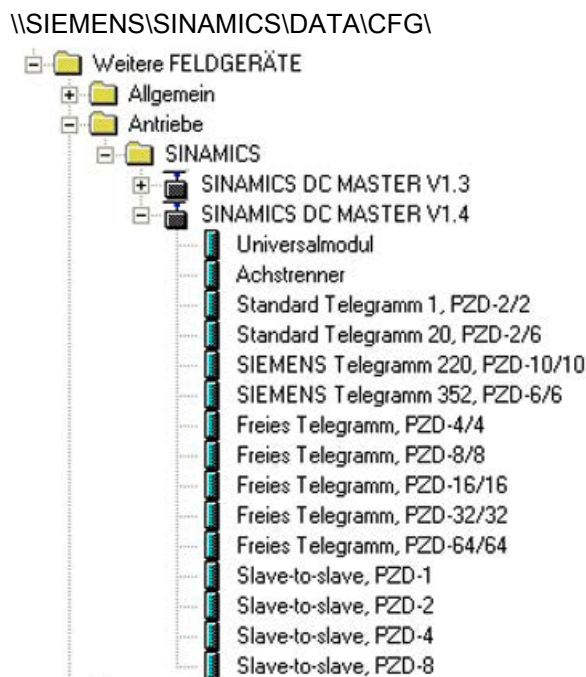 \\SIEMENS\SINAMICS\DATA\CFG\
Weitere FELDGERÄTE
Allgemein
Antriebe
SINAMICS
SINAMICS DC MASTER V1.3
SINAMICS DC MASTER V1.4
Universalmodul
Achstrenner
Standard Telegramm 1, PZD-2/2
Standard Telegramm 20, PZD-2/6
SIEMENS Telegramm 220, PZD-10/10
SIEMENS Telegramm 352, PZD-6/6
Freies Telegramm, PZD-4/4
Freies Telegramm, PZD-8/8
Freies Telegramm, PZD-16/16
Freies Telegramm, PZD-32/32
Freies Telegramm, PZD-64/64
Slave-to-slave, PZD-1
Slave-to-slave, PZD-2
Slave-to-slave, PZD-4
Slave-to-slave, PZD-8